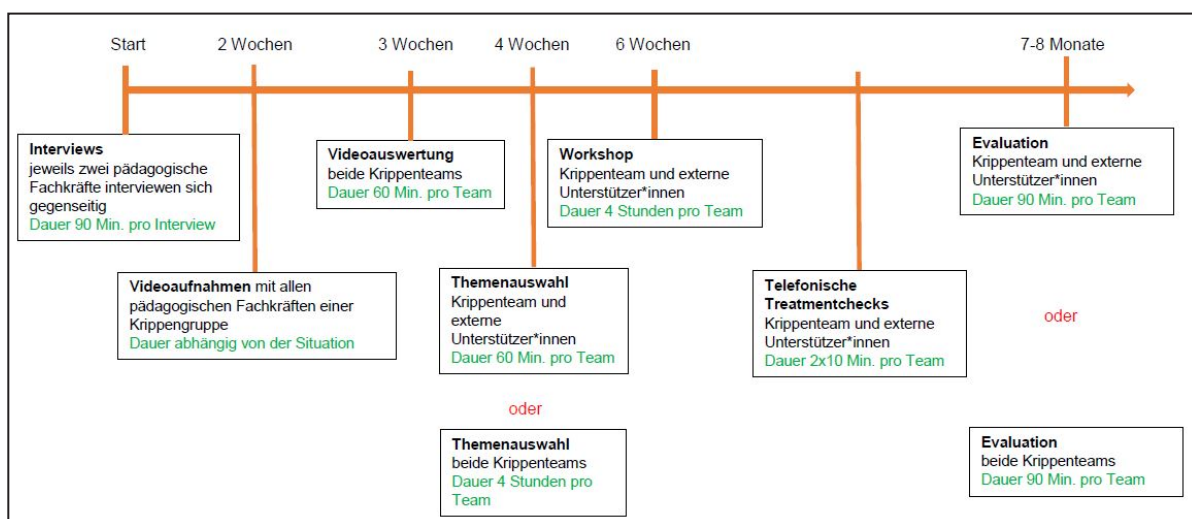 Start
2 Wochen
3 Wochen
4 Wochen
6 Wochen
7-8 Monate
Interviews
jeweils zwei pädagogische
Fachkräfte interviewen sich
gegenseitig
Dauer 90 Min. pro Interview
Videoauswertung
beide Krippenteams
Dauer 60 Min. pro Team
Workshop
Krippenteam und externe
Unterstützer*innen
Dauer 4 Stunden pro Team
Evaluation
Krippenteam und externe
Unterstützer*innen
Dauer 90 Min. pro Team
Videoaufnahmen mit allen
pädagogischen Fachkräften einer
Krippengruppe
Dauer abhängig von der Situation
Themenauswahl
Krippenteam und
externe
Unterstützer*innen
Dauer 60 Min. pro Team
Telefonische
Treatmentchecks
Krippenteam und externe
Unterstützer*innen
Dauer 2x10 Min. pro Team
oder
oder
Themenauswahl
beide Krippenteams
Dauer 4 Stunden pro
Team
Evaluation
beide Krippenteams
Dauer 90 Min. pro Team